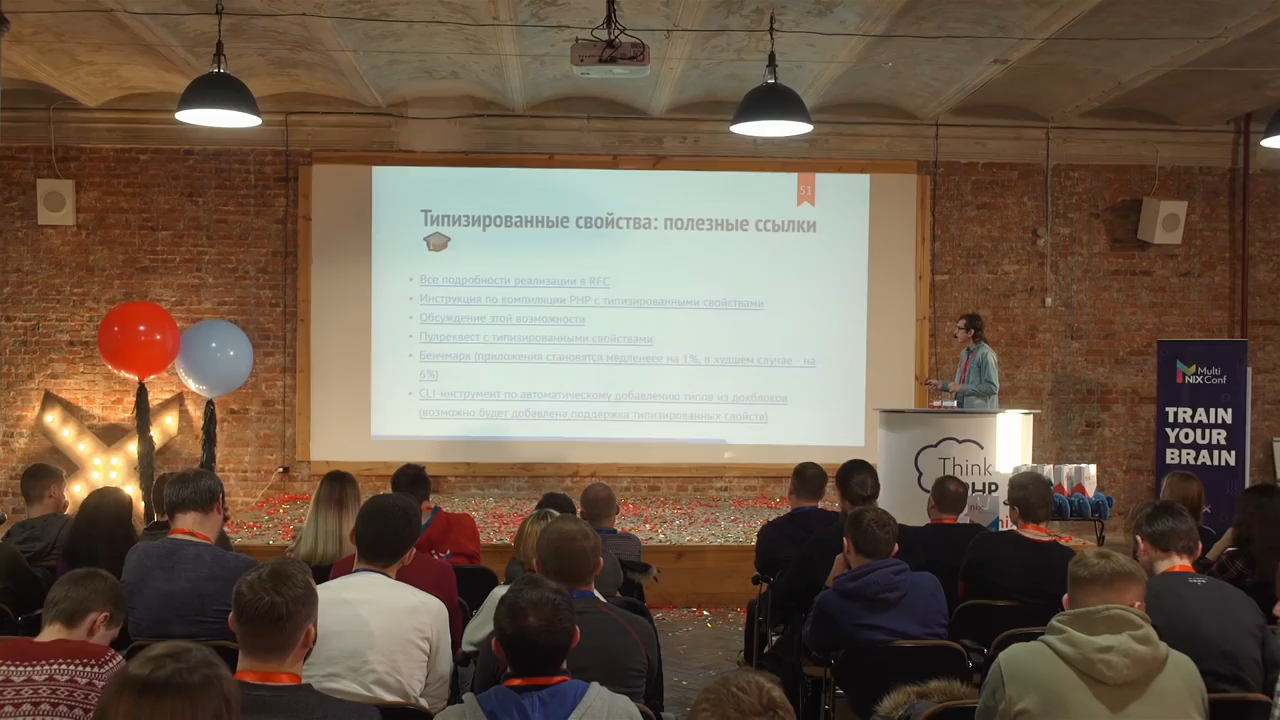 51
Типизированные свойства: полезные ссылки
Все подробности реализации в RFC
Инструкция по компиляции PHP с типизированными свойствами
Обсуждение этой возможности
Пулреквест с типизированными свойствами
Бенчмарк (приложения становятся медленеее на 1%, в худшем случае - на
6%)
CLI-инструмент по автоматическому добавлению типов из докблоков
(возможно будет добавлена поддержка типизированных свойств)
Multi
NIX Conf
TRAIN
YOUR
BRAIN
Think
PHP
nix